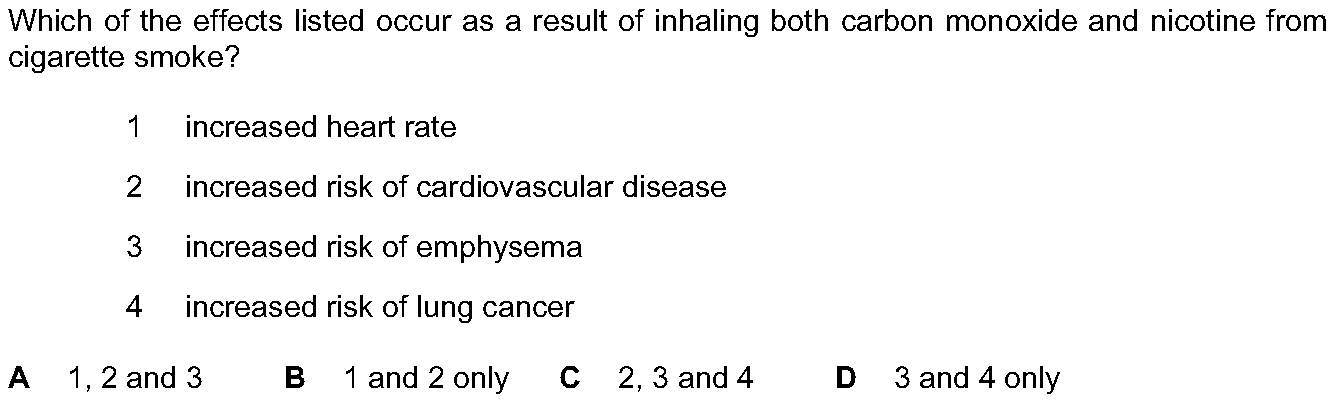 Which of the effects listed occur as a result of inhaling both carbon monoxide and nicotine from
cigarette smoke?
1 increased heart rate
2 increased risk of cardiovascular disease
3 increased risk of emphysema
4 increased risk of lung cancer
A 1, 2 and 3 B 1 and 2 only C 2, 3 and 4 D 3 and 4 only